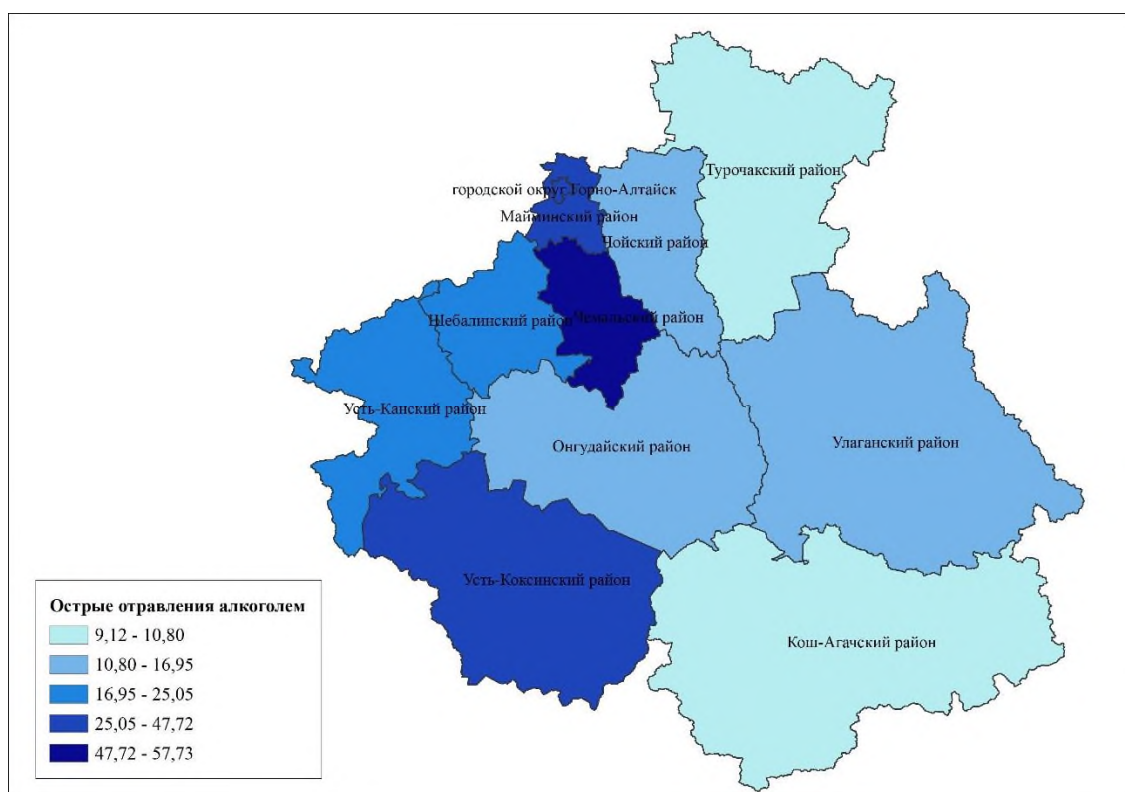 Турочакский район
городской округ Горно-Алтайск
Майминский район
Чойский район
Шебалинский район
Чемальский район
Усть-Канский район
Онгудайский район
Улаганский район
Усть-Коксинский район
Кош-Агачский район
Острые отравления алкоголем
9,12 - 10,80
10,80 - 16,95
16,95 - 25,05
25,05 - 47,72
47,72 - 57,73